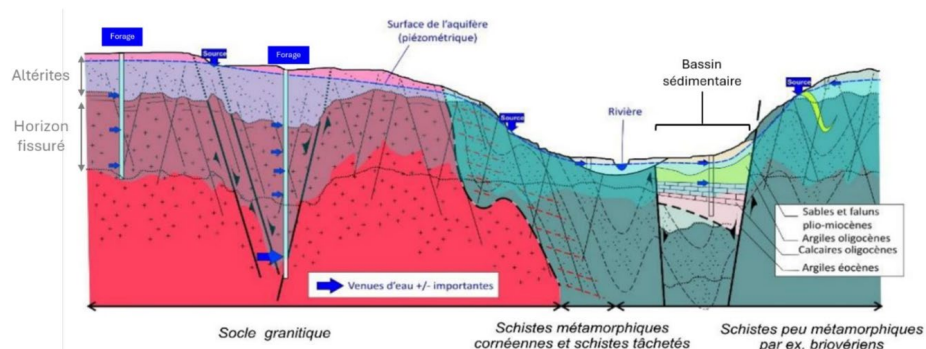 Forage
Source
Forage
Surface de l'aquifère
(piézométrique)
Bassin
sédimentaire
Source
Altérites
Source
Rivière
Horizon
fissuré
Sables et faluns
plio-miocènes
Argiles oligocènes
Calcaires oligocènes
Argiles éocènes
Venues d'eau +/- importantes
Socle granitique
Schistes métamorphiques
cornéennes et schistes tâchetés
Schistes peu métamorphiques
par ex. briovériens